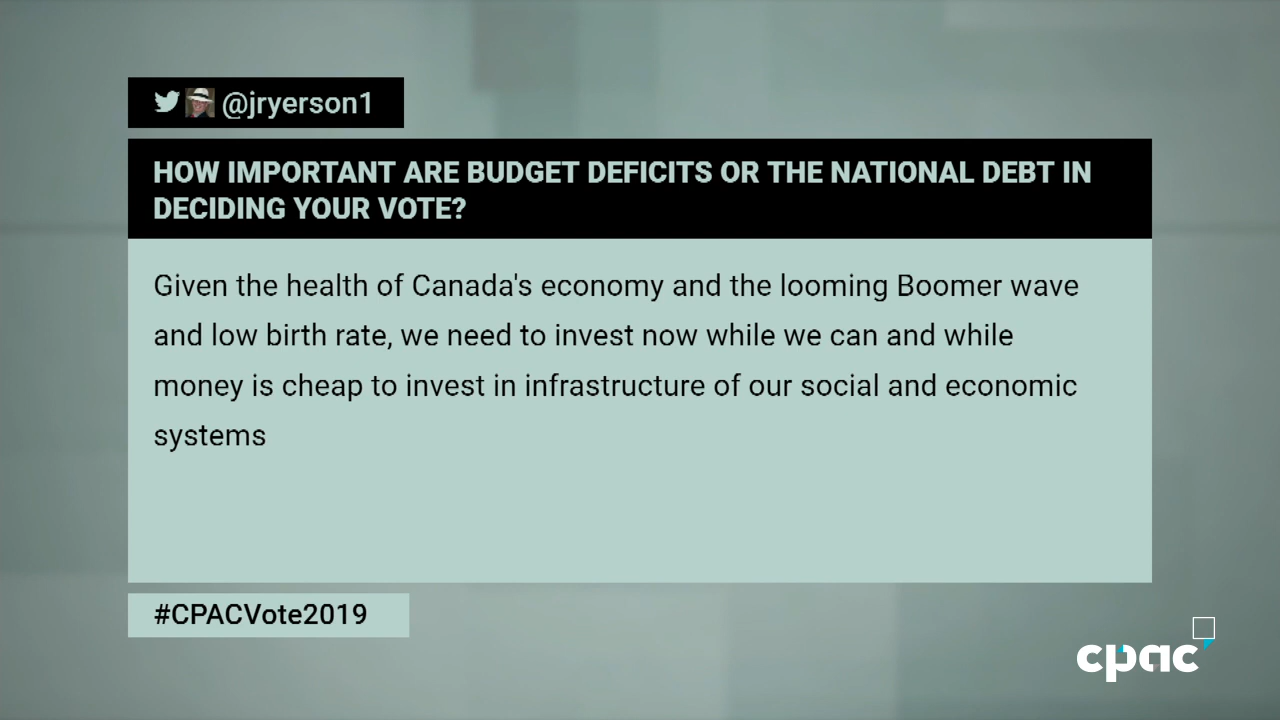 @jryerson1
HOW IMPORTANT ARE BUDGET DEFICITS OR THE NATIONAL DEBT IN
DECIDING YOUR VOTE?
Given the health of Canada's economy and the looming Boomer wave
and low birth rate, we need to invest now while we can and while
money is cheap to invest in infrastructure of our social and economic
systems
#CPACVote2019
cpac